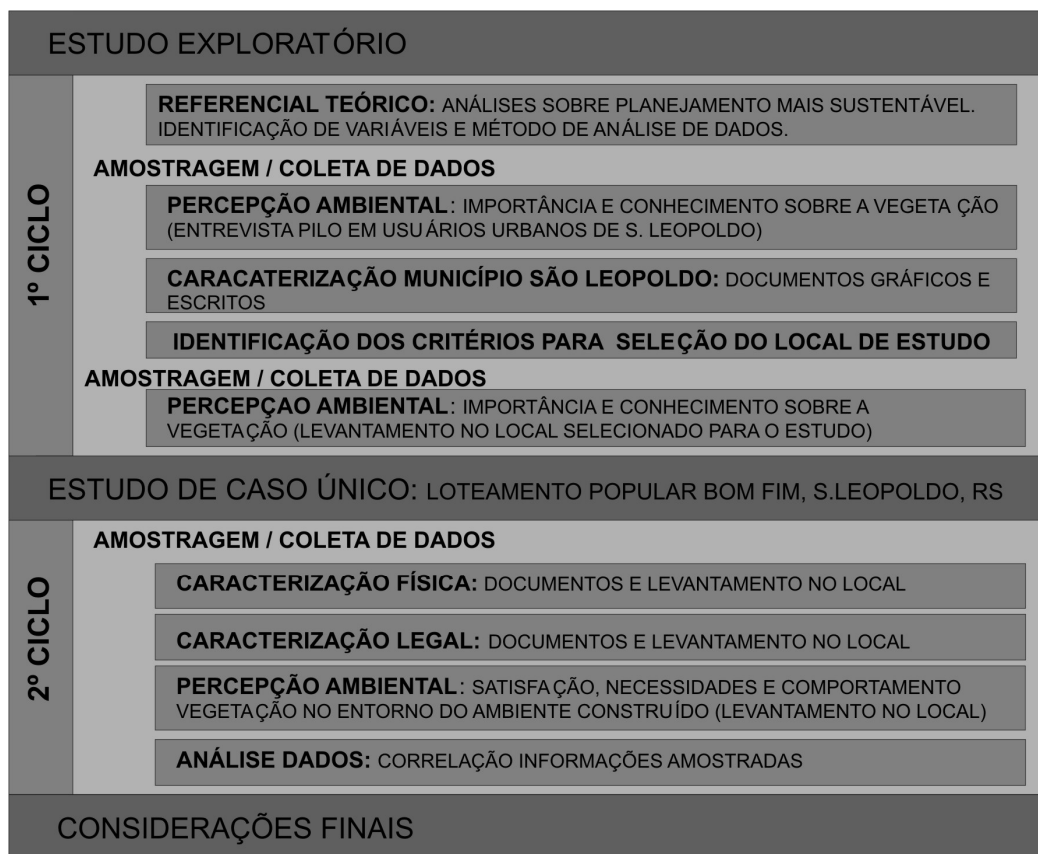 ESTUDO EXPLORATÓRIO
1º CICLO
REFERENCIAL TEÓRICO: ANÁLISES SOBRE PLANEJAMENTO MAIS SUSTENTÁVEL.
IDENTIFICAÇÃO DE VARIÁVEIS E MÉTODO DE ANÁLISE DE DADOS.
AMOSTRAGEM / COLETA DE DADOS
PERCEPÇÃO AMBIENTAL: IMPORTÂNCIA E CONHECIMENTO SOBRE A VEGETA ÇÃO
(ENTREVISTA PILO EM USUÁRIOS URBANOS DE S. LEOPOLDO)
CARACATERIZAÇÃO MUNICÍPIO SÃO LEOPOLDO: DOCUMENTOS GRÁFICOS E
ESCRITOS
IDENTIFICAÇÃO DOS CRITÉRIOS PARA SELEÇÃO DO LOCAL DE ESTUDO
AMOSTRAGEM / COLETA DE DADOS
PERCEPÇAO AMBIENTAL: IMPORTÂNCIA E CONHECIMENTO SOBRE A
VEGETAÇÃO (LEVANTAMENTO NO LOCAL SELECIONADO PARA O ESTUDO)
ESTUDO DE CASO ÚNICO: LOTEAMENTO POPULAR BOM FIM, S.LEOPOLDO, RS
2º CICLO
AMOSTRAGEM / COLETA DE DADOS
CARACTERIZAÇÃO FÍSICA: DOCUMENTOS E LEVANTAMENTO NO LOCAL
CARACTERIZAÇÃO LEGAL: DOCUMENTOS E LEVANTAMENTO NO LOCAL
PERCEPÇÃO AMBIENTAL: SATISFAÇÃO, NECESSIDADES E COMPORTAMENTO
VEGETAÇÃO NO ENTORNO DO AMBIENTE CONSTRUÍDO (LEVANTAMENTO NO LOCAL)
ANÁLISE DADOS: CORRELAÇÃO INFORMAÇÕES AMOSTRADAS
CONSIDERAÇÕES FINAIS